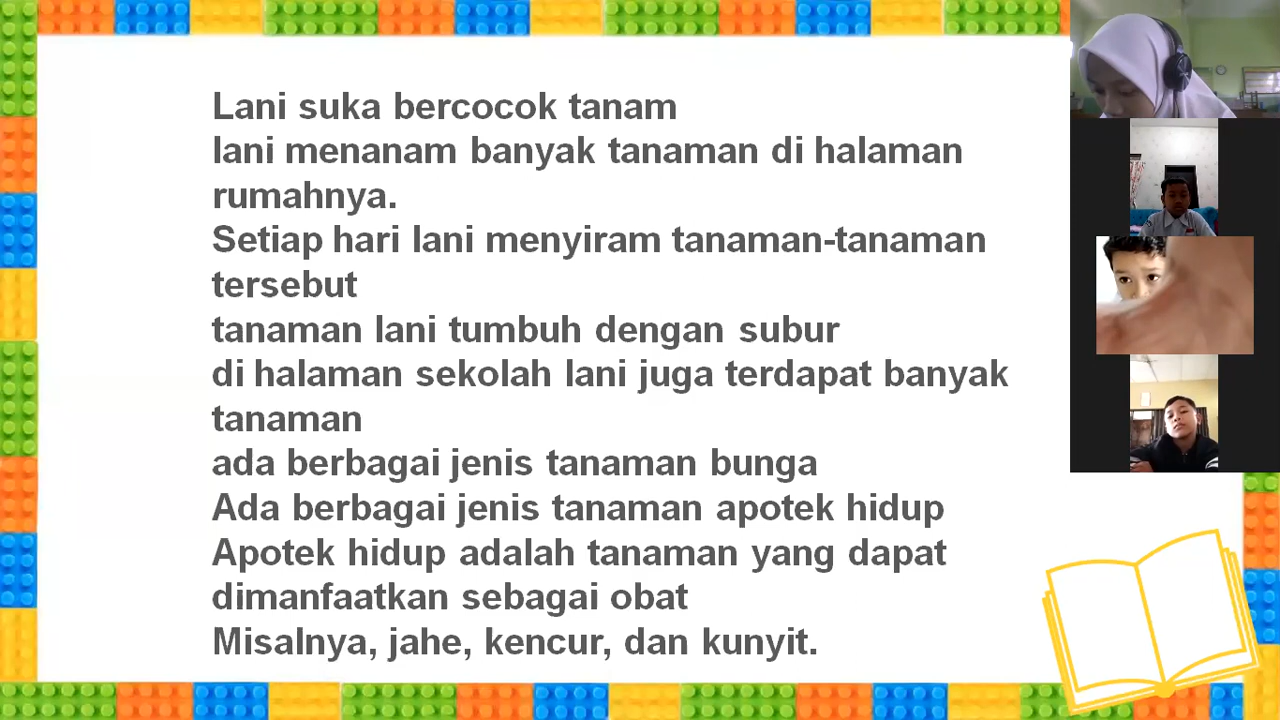 Lani suka bercocok tanam
lani menanam banyak tanaman di halaman
rumahnya.
Setiap hari lani menyiram tanaman-tanaman
tersebut
tanaman lani tumbuh dengan subur
di halaman sekolah lani juga terdapat banyak
tanaman
ada berbagai jenis tanaman bunga
Ada berbagai jenis tanaman apotek hidup
Apotek hidup adalah tanaman yang dapat
dimanfaatkan sebagai obat
Misalnya, jahe, kencur, dan kunyit.